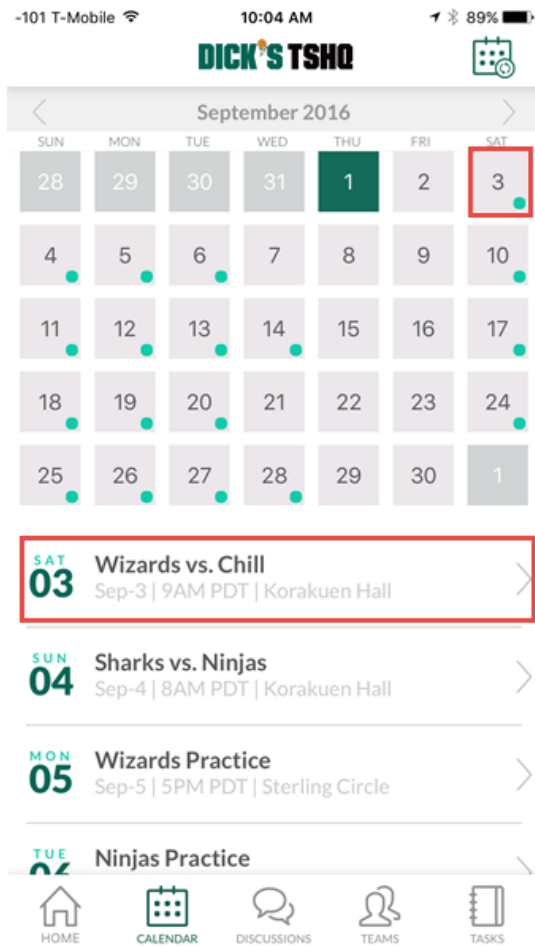 -101 T-Mobile 10:04 AM 89%
DICK'S TSHQ
September 2016
SUN MON TUE WED THU FRI SAT
28 29 30 31 1 2 3
4 5 6 7 8 9 10
11 12 13 14 15 16 17
18 19 20 21 22 23 24
25 26 27 28 29 30 1
SAT
03
Wizards vs. Chill
Sep-3 | 9AM PDT | Korakuen Hall
SUN
04
Sharks vs. Ninjas
Sep-4 | 8AM PDT | Korakuen Hall
MON
05
Wizards Practice
Sep-5 | 5PM PDT | Sterling Circle
TUE
06
Ninjas Practice
HOME CALENDAR DISCUSSIONS TEAMS TASKS